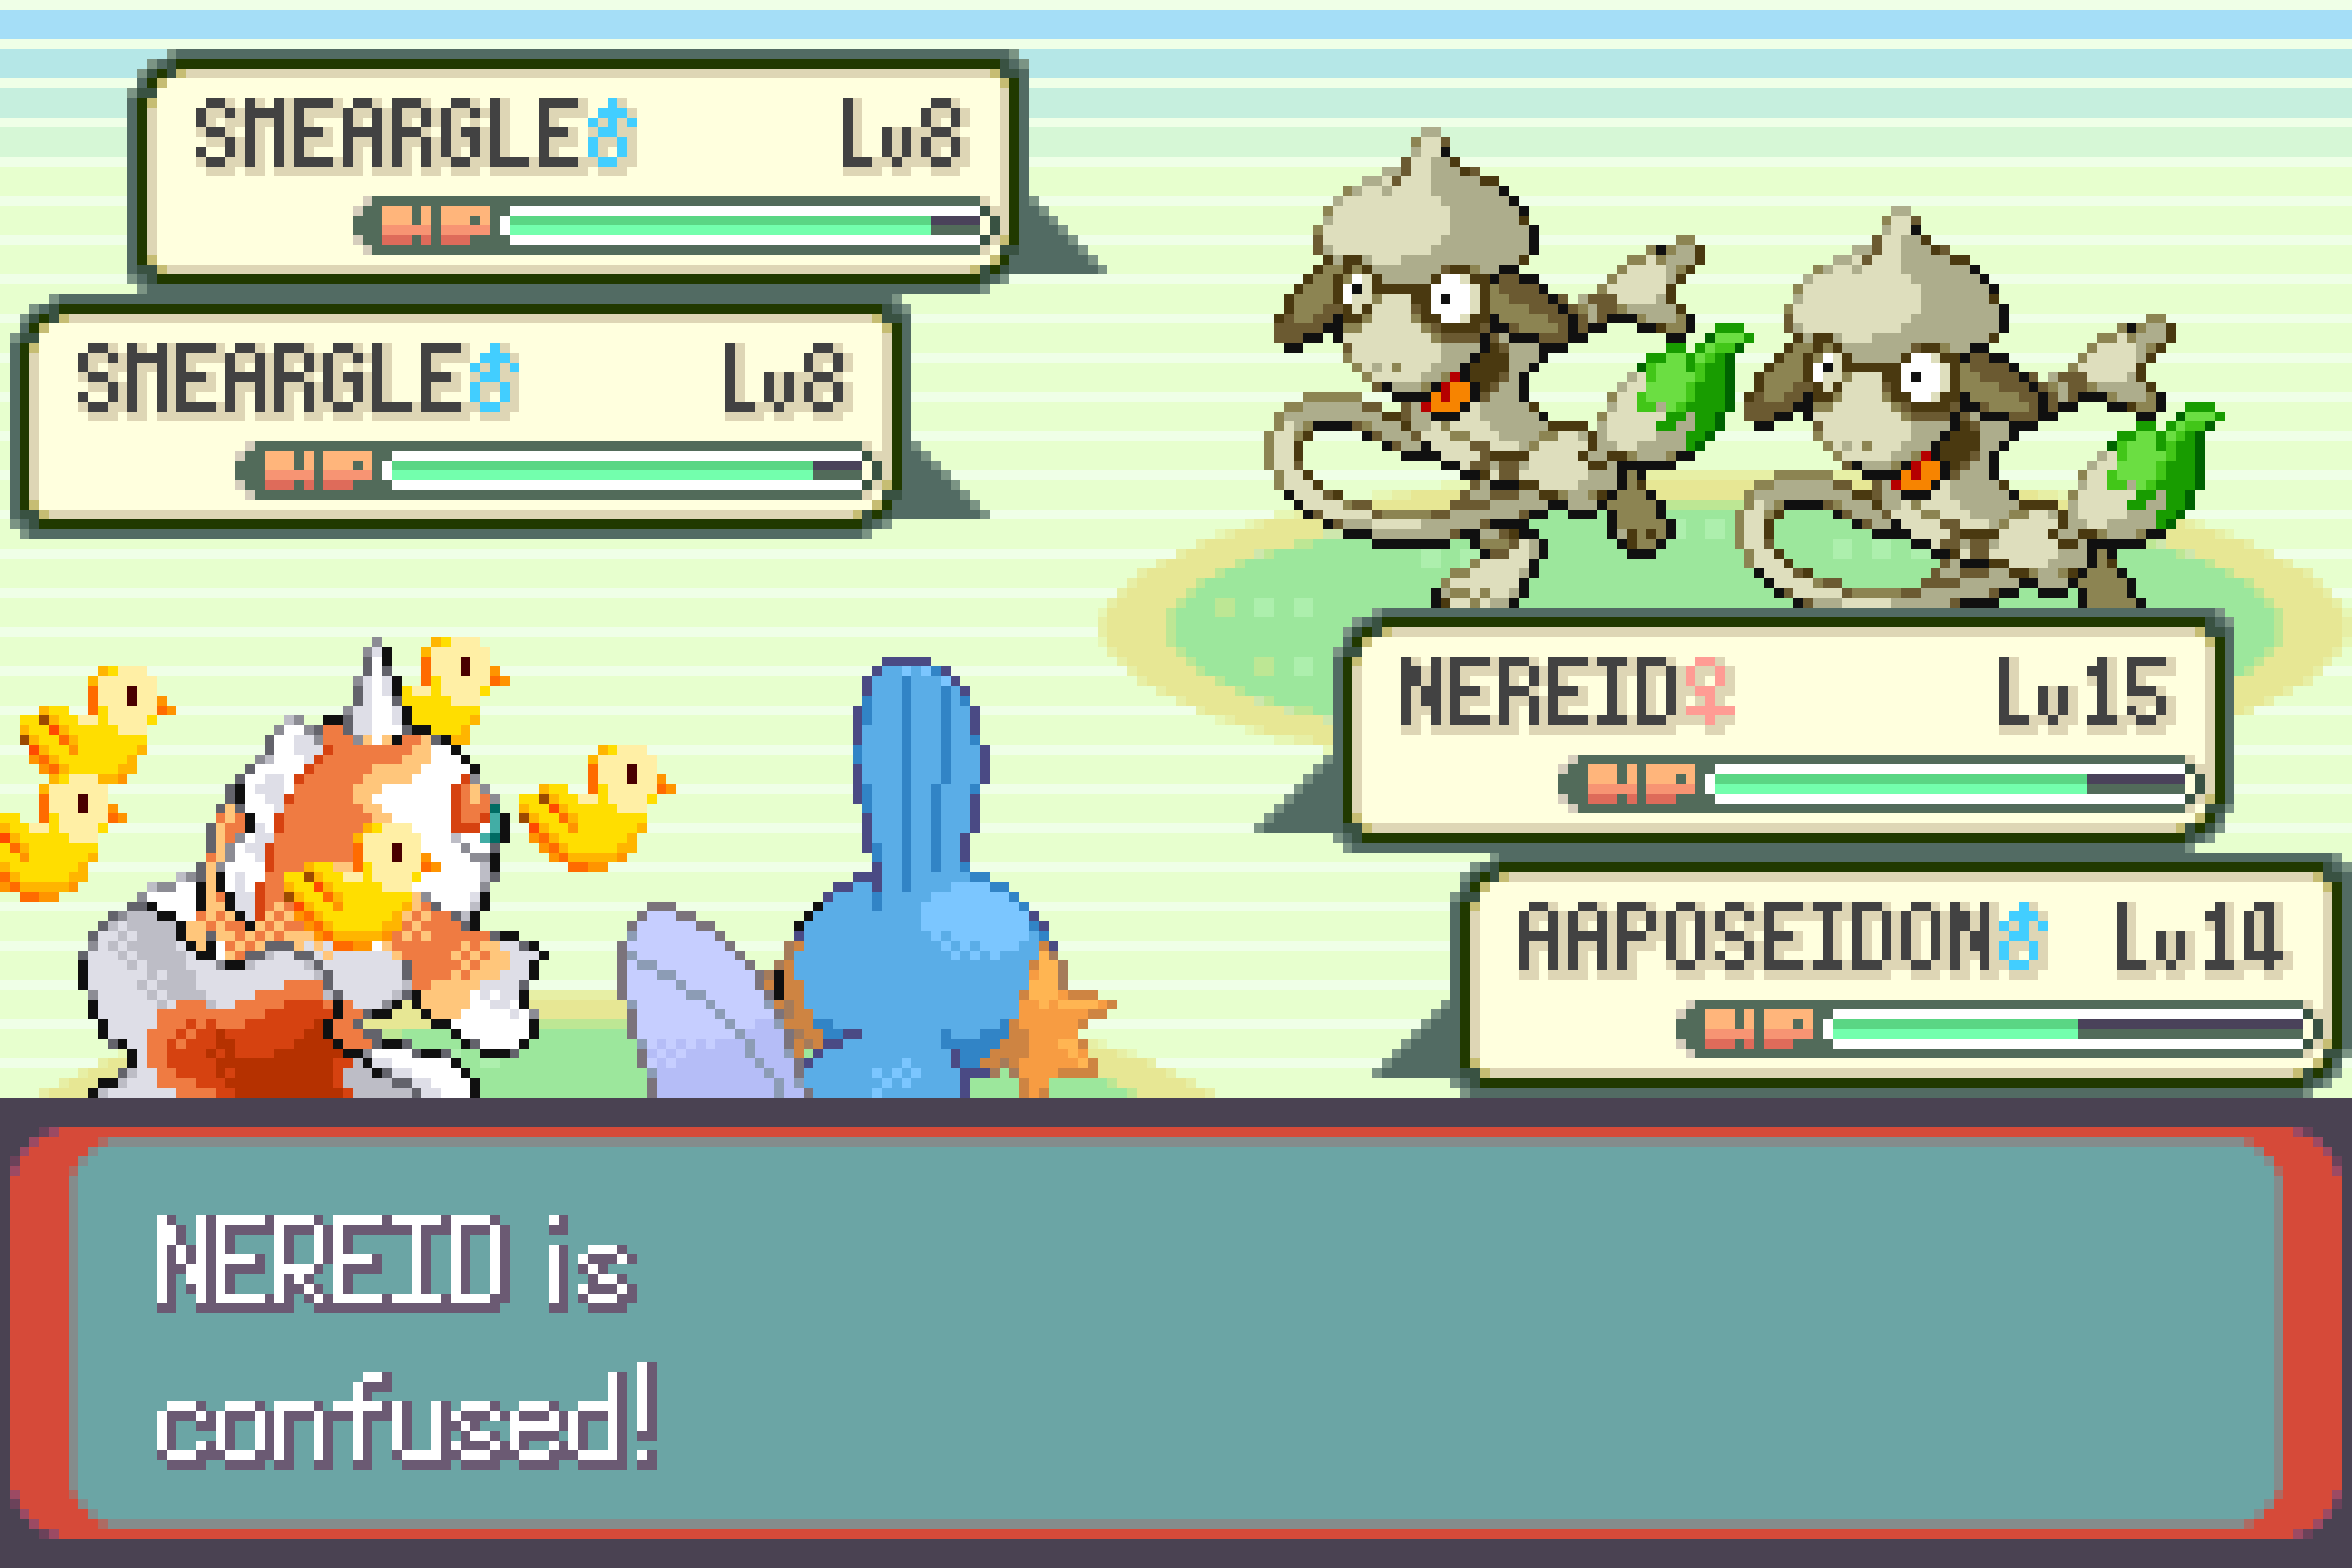 SMEARGLE♂ Lv8
HP
SMEARGLE♂ Lv8
HP
NEREID♀ Lv15
HP
AAPOSEIDON♂ Lv14
HP
NEREID is
confused!